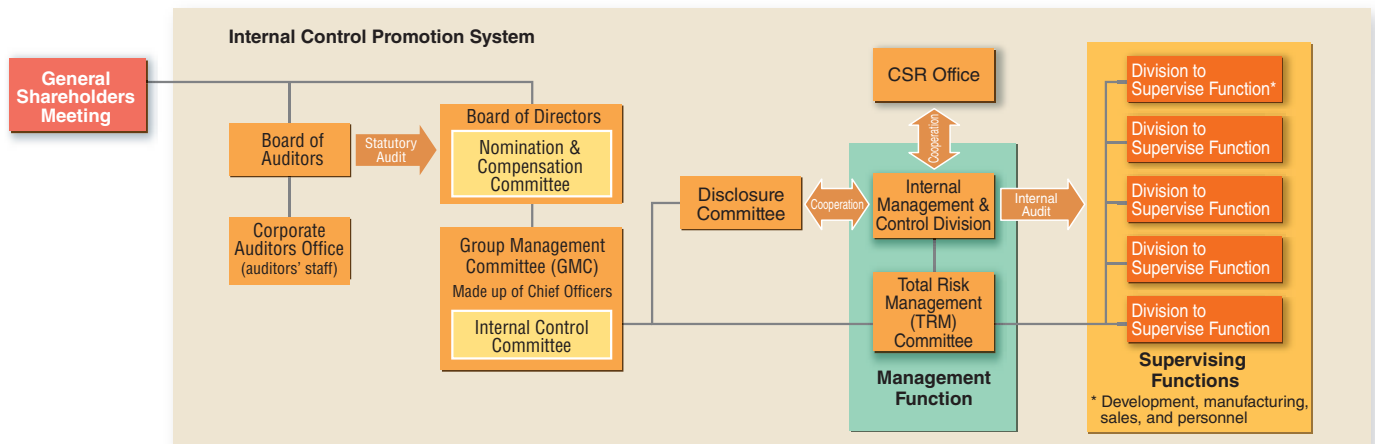 Internal Control Promotion System
General
Shareholders
Meeting
Board of
Auditors
Statutory
Audit
Corporate
Auditors Office
(auditors’ staff)
Board of Directors
Nomination &
Compensation
Committee
Group Management
Committee (GMC)
Made up of Chief Officers
Internal Control
Committee
Disclosure
Committee
Cooperation
CSR Office
Cooperation
Internal
Management &
Control Division
Internal
Audit
Total Risk
Management
(TRM)
Committee
Management
Function
Division to
Supervise Function*
Division to
Supervise Function
Division to
Supervise Function
Division to
Supervise Function
Division to
Supervise Function
Supervising
Functions
* Development, manufacturing,
sales, and personnel